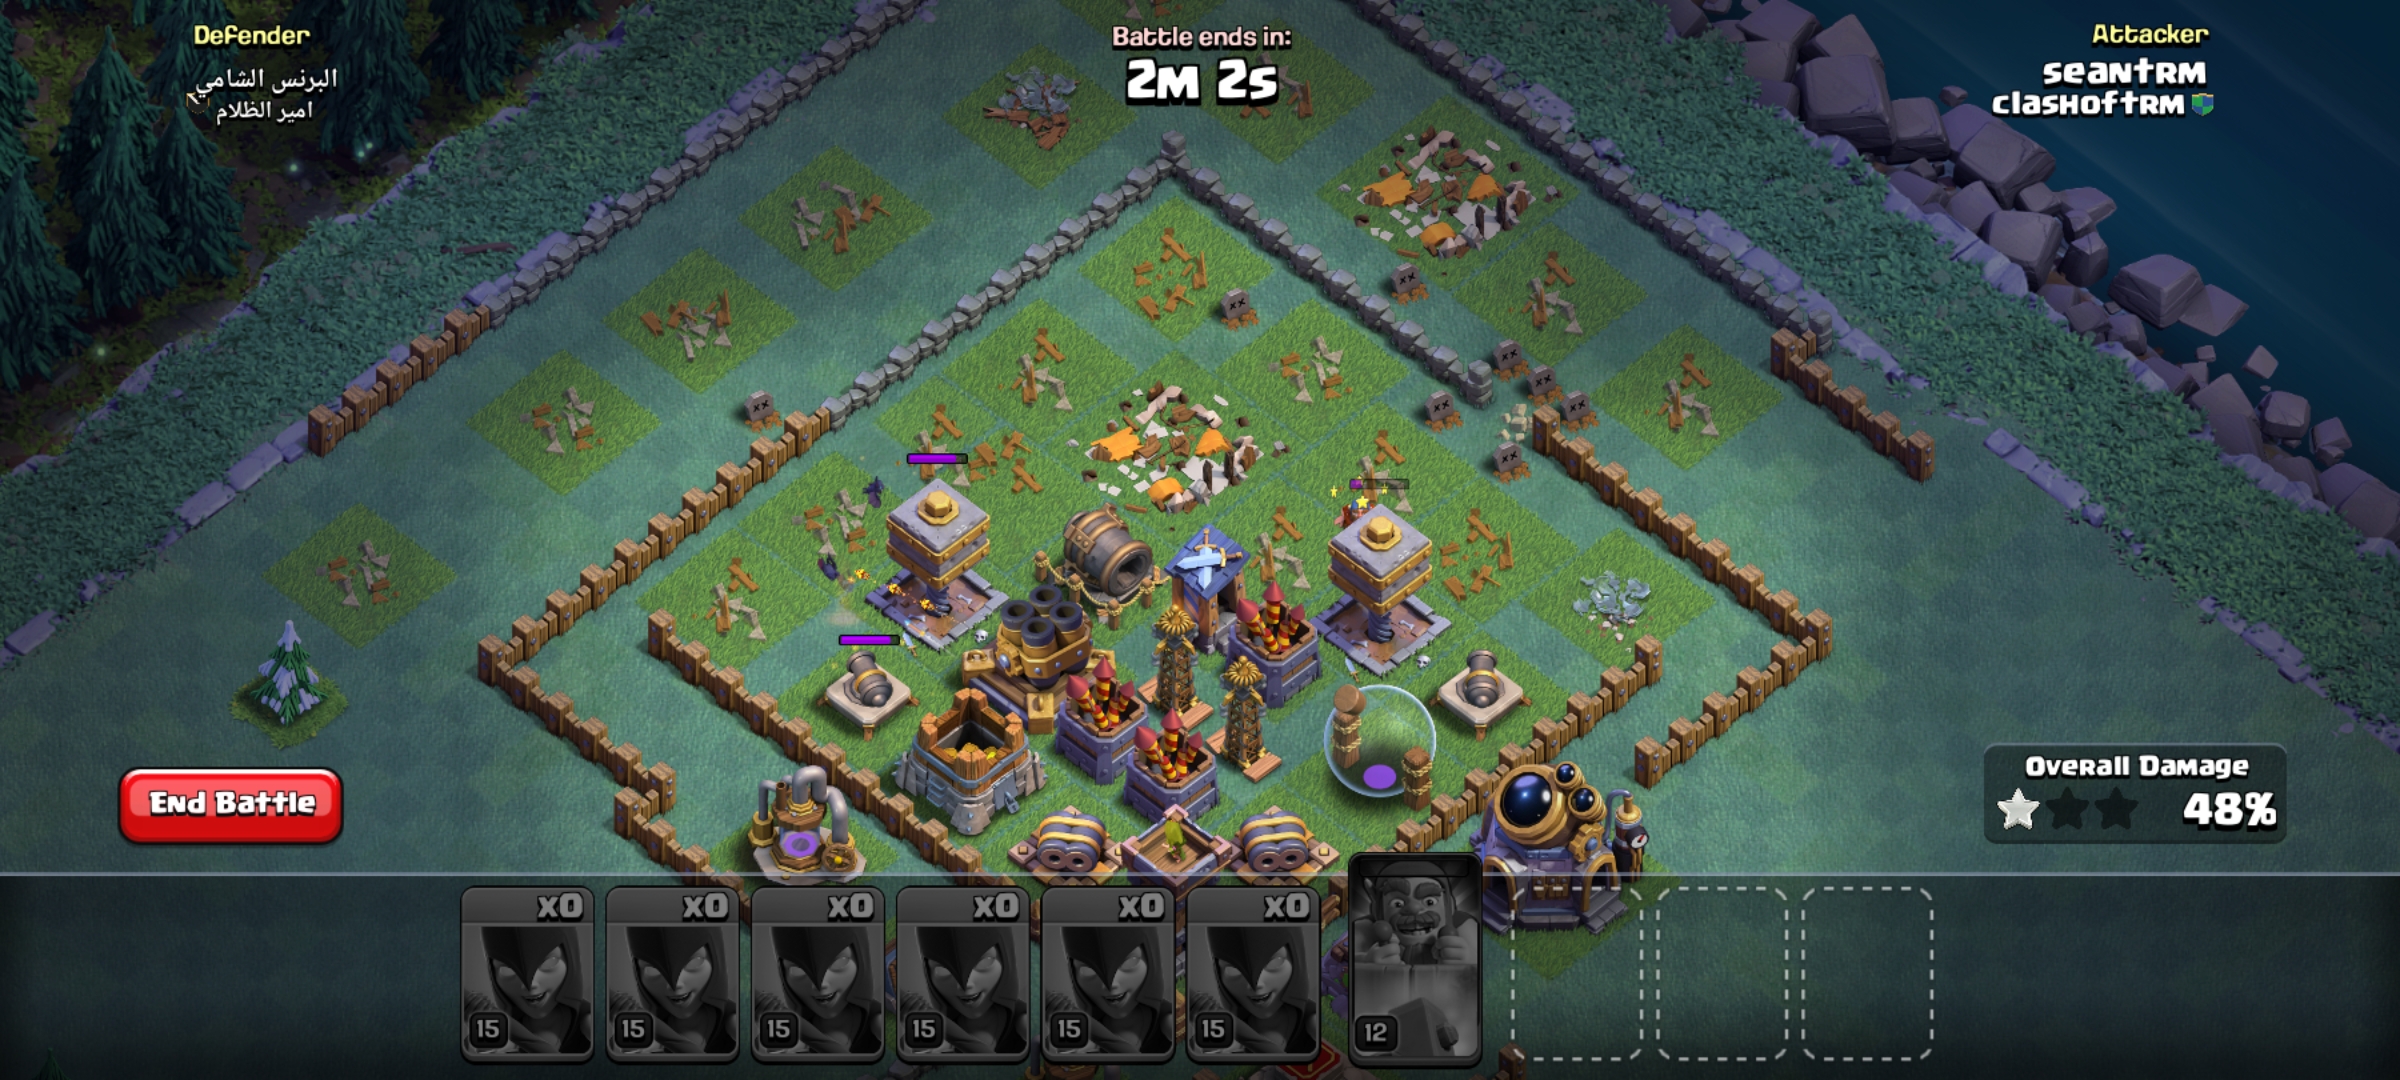 Defender
البرنس الشامي
امير الظلام
Battle ends in:
2M 2S
Attacker
seantRM
clashoftRM
End Battle
Overall Damage
48%
x0
x0
x0
x0
x0
x0
15
15
15
15
15
15
12